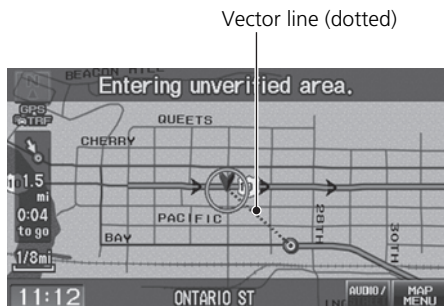 Vector line (dotted)
BEACON HILL
Entering unverified area.
N
GPS
TRF
QUEETS
CHERRY
1.5
mi
0:04
to go
PACIFIC
BAY
28TH
30TH
1/8mi
11:12
ONTARIO ST
AUDIO/
MAP
MENU